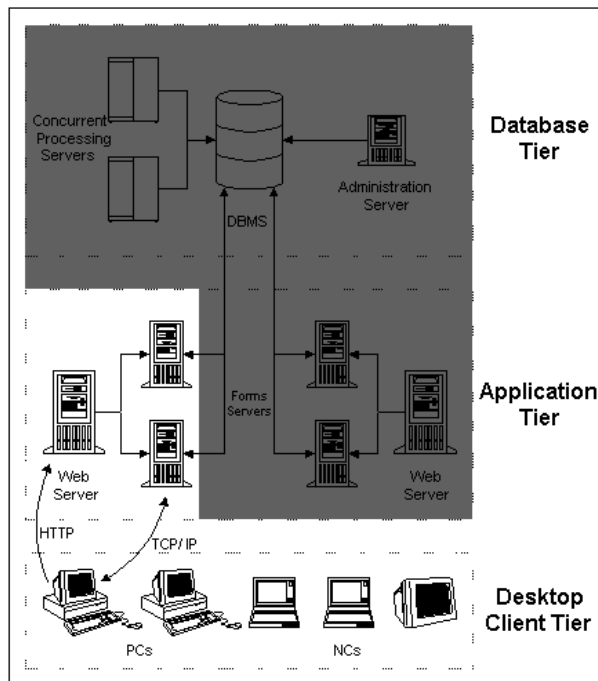 Concurrent
Processing
Servers
Administration
Server
DBMS
Database
Tier
Forms
Servers
Web
Server
Web
Server
Application
Tier
HTTP
TCP/IP
PCs
NCs
Desktop
Client Tier